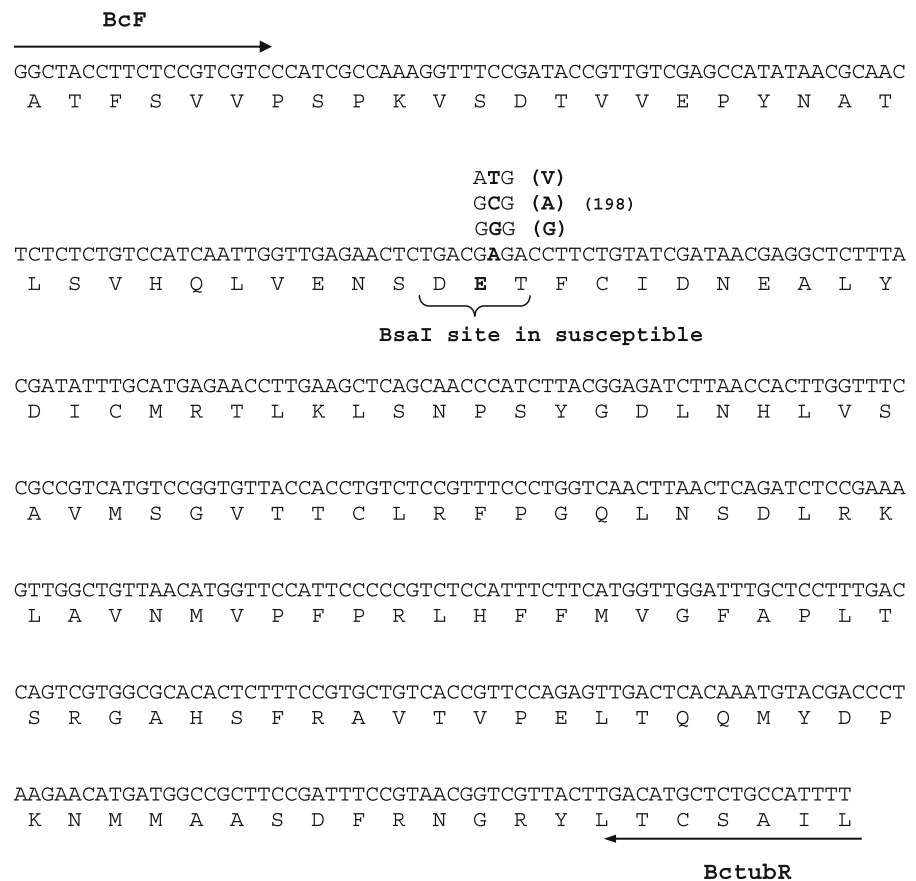 BcF
GGCTACCTTCTCCGTCGTCCCATCGCCAAAGGTTTCCGATACCGTTGTCGAGCCATATAACGCAAC
A T F S V V P S P K V S D T V V E P Y N A T
ATG (V)
GCG (A) (198)
GGG (G)
TCTCTCTGTCCATCAATTGGTTGAGAACTCTGACGAGACCTTCTGTATCGATAACGAGGCTCTTTA
L S V H Q L V E N S D E T F C I D N E A L Y
BsaI site in susceptible
CGATATTTGCATGAGAACCTTGAAGCTCAGCAACCCATCTTACGGAGATCTTAACCACTTGGTTTC
D I C M R T L K L S N P S Y G D L N H L V S
CGCCGTCATGTCCGGTGTTACCACCTGTCTCCGTTTCCCTGGTCAACTTAACTCAGATCTCCGAAA
A V M S G V T T C L R F P G Q L N S D L R K
GTTGGCTGTTAACATGGTTCCATTCCCCCGTCTCCATTTCTTCATGGTTGGATTTGCTCCTTTGAC
L A V N M V P F P R L H F F M V G F A P L T
CAGTCGTGGCGCACACTCTTTCCGTGCTGTCACCGTTCCAGAGTTGACTCACAAATGTACGACCCT
S R G A H S F R A V T V P E L T Q Q M Y D P
AAGAACATGATGGCCGCTTCCGATTTCCGTAACGGTCGTTACTTGACATGCTCTGCCATTTT
K N M M A A S D F R N G R Y L T C S A I L
BctubR